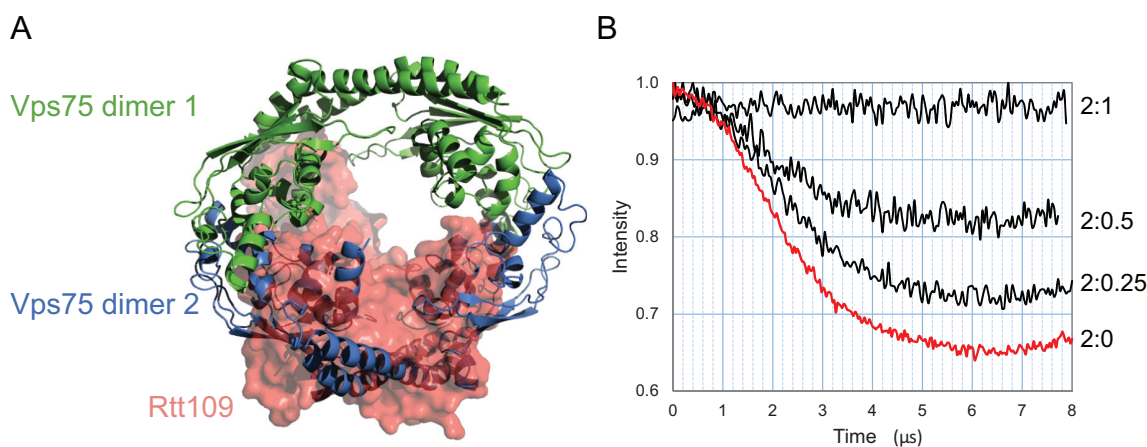 A
Vps75 dimer 1
Vps75 dimer 2
Rtt109
B
Intensity
1.0
0.9
0.8
0.7
0.6
2:1
2:0.5
2:0.25
2:0
0 1 2 3 4 5 6 7 8
Time (µs)